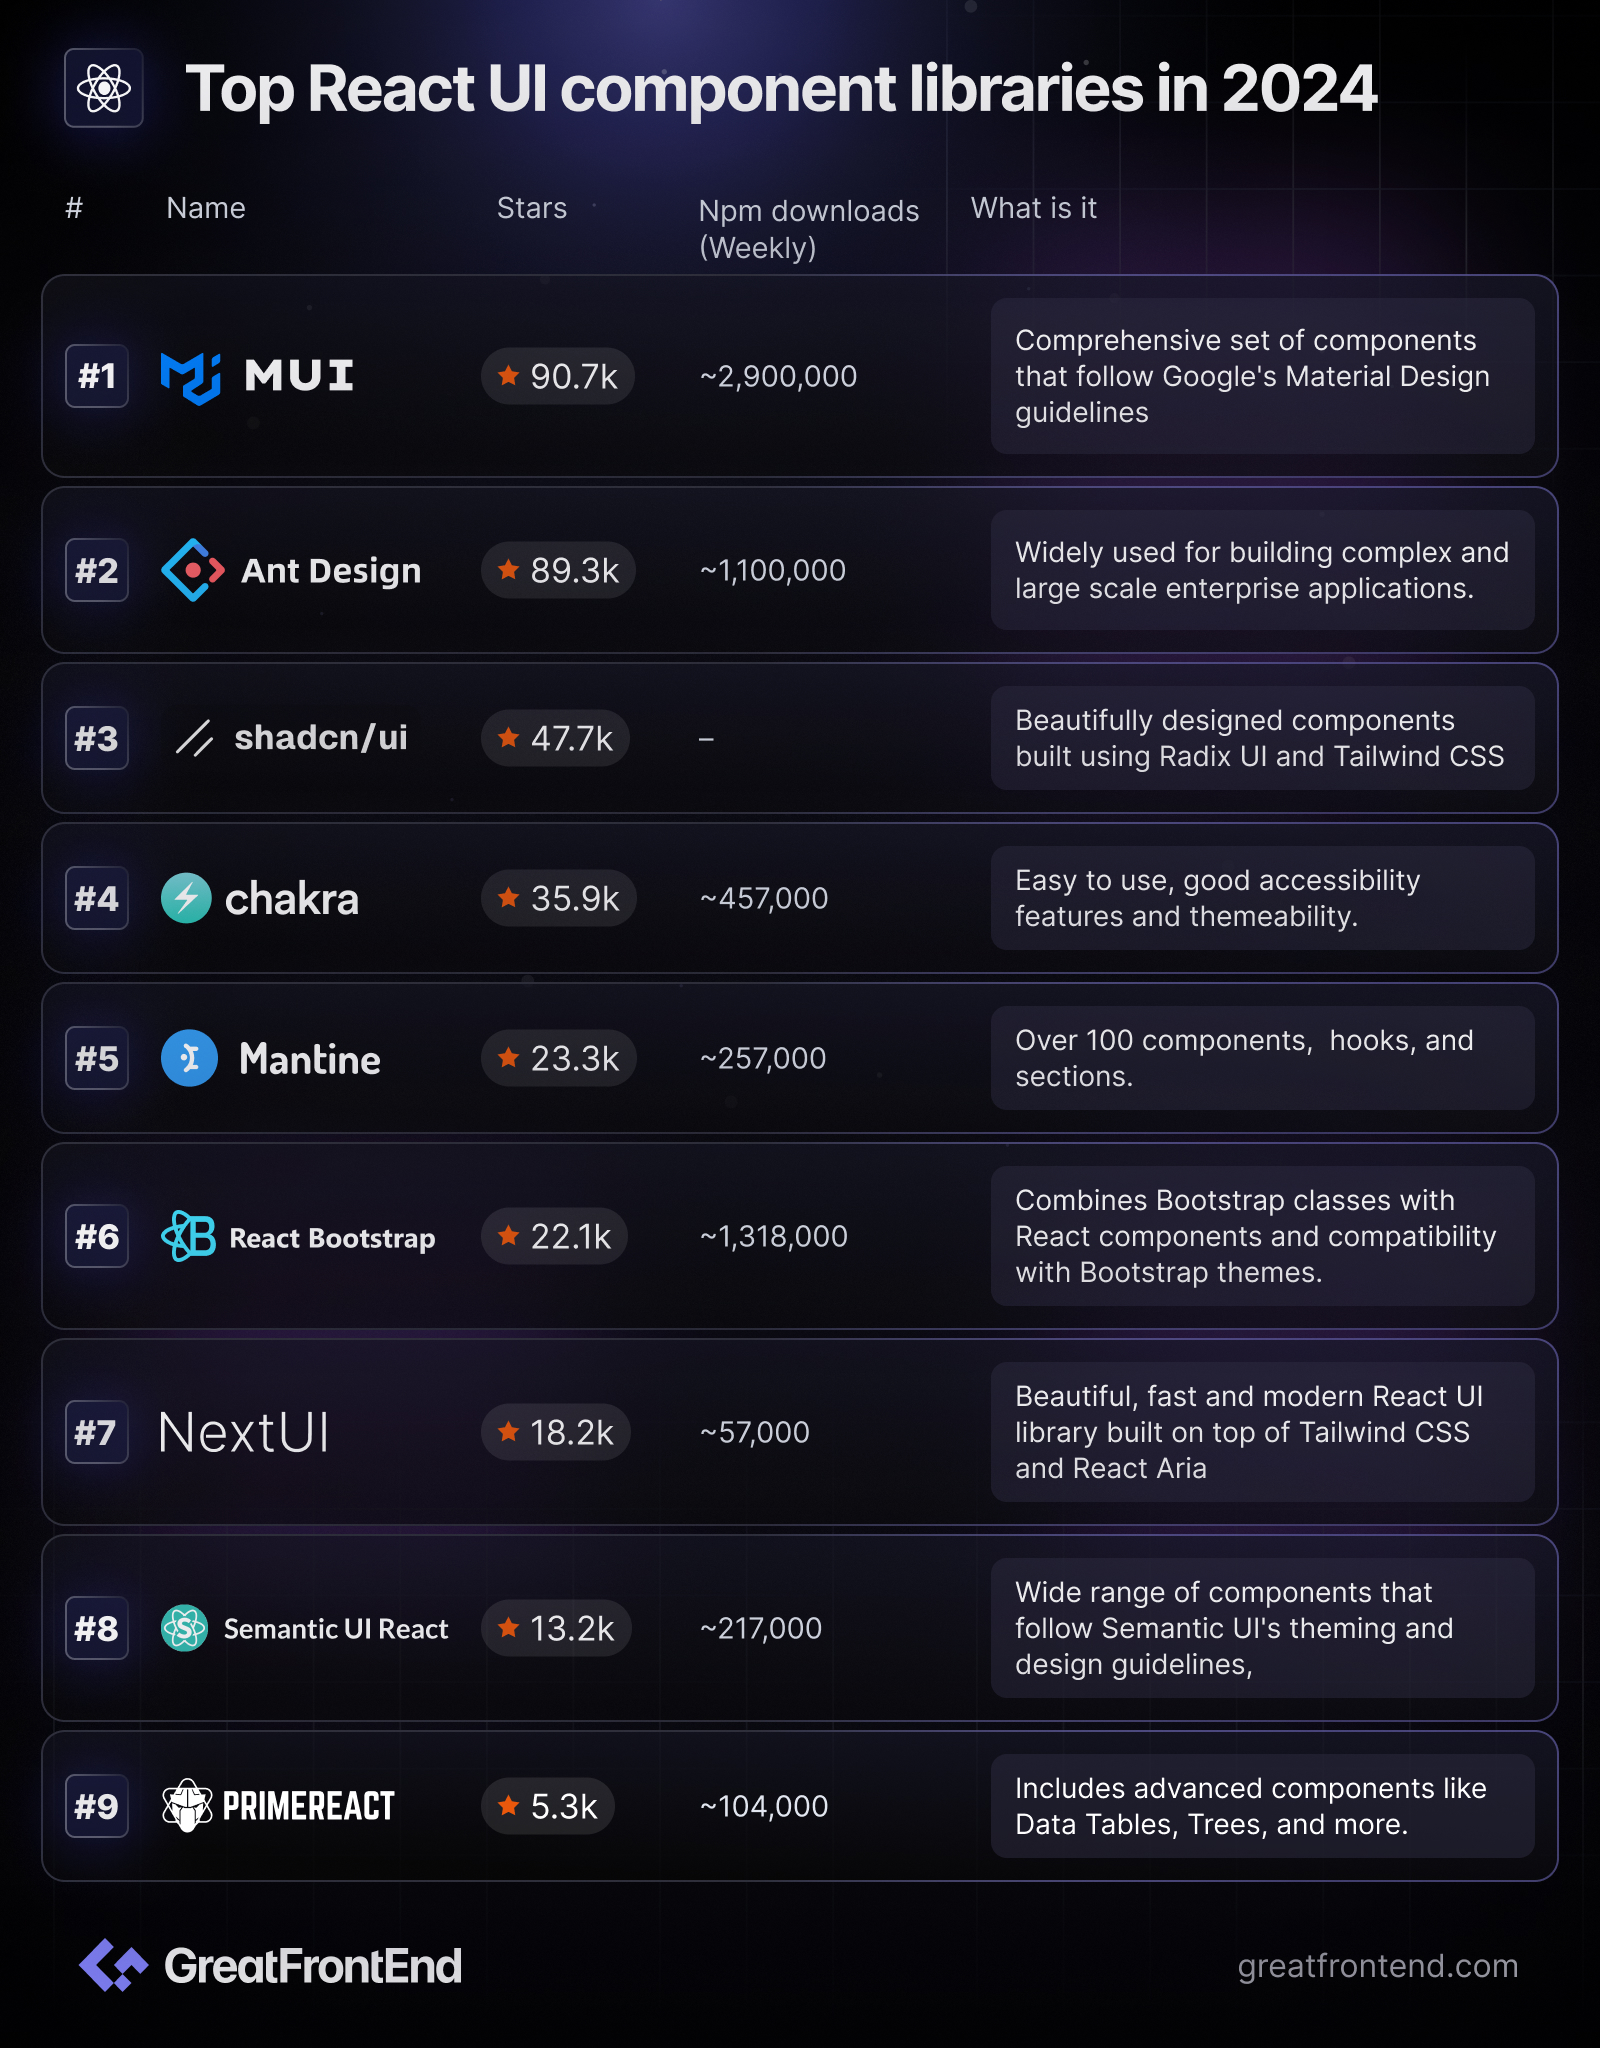 Top React UI component libraries in 2024
# Name Stars Npm downloads What is it
(Weekly)
#1 MUI 90.7k ~2,900,000
Comprehensive set of components
that follow Google's Material Design
guidelines
#2 Ant Design 89.3k ~1,100,000
Widely used for building complex and
large scale enterprise applications.
#3 shadcn/ui 47.7k –
Beautifully designed components
built using Radix UI and Tailwind CSS
#4 chakra 35.9k ~457,000
Easy to use, good accessibility
features and themeability.
#5 Mantine 23.3k ~257,000
Over 100 components,  hooks, and
sections.
#6 React Bootstrap 22.1k ~1,318,000
Combines Bootstrap classes with
React components and compatibility
with Bootstrap themes.
#7 NextUI 18.2k ~57,000
Beautiful, fast and modern React UI
library built on top of Tailwind CSS
and React Aria
#8 Semantic UI React 13.2k ~217,000
Wide range of components that
follow Semantic UI's theming and
design guidelines,
#9 PRIMEREACT 5.3k ~104,000
Includes advanced components like
Data Tables, Trees, and more.
GreatFrontEnd
greatfrontend.com